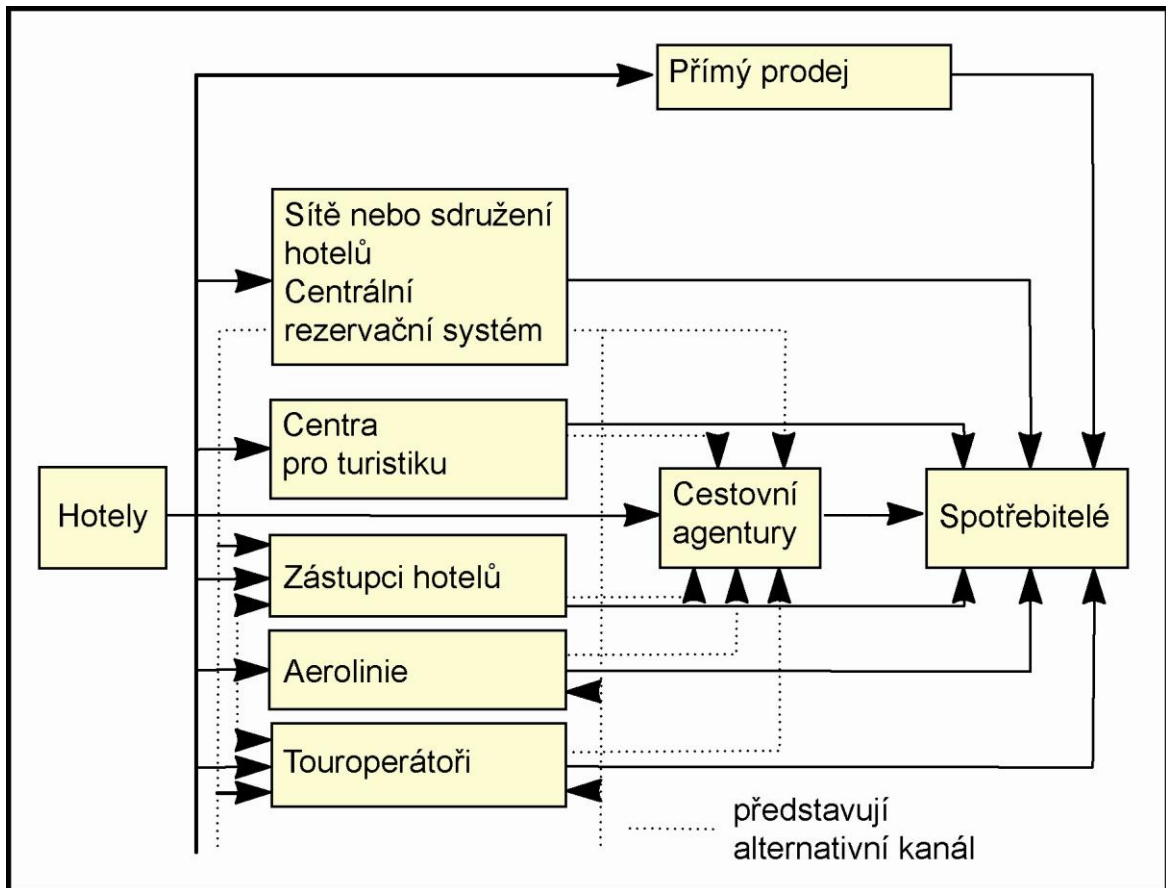 Přímý prodej
Sítě nebo sdružení
hotelů
Centrální
rezervační systém
Centra
pro turistiku
Hotely
Cestovní
agentury
Spotřebitelé
Zástupci hotelů
Aerolinie
Touroperátoři
představují
alternativní kanál